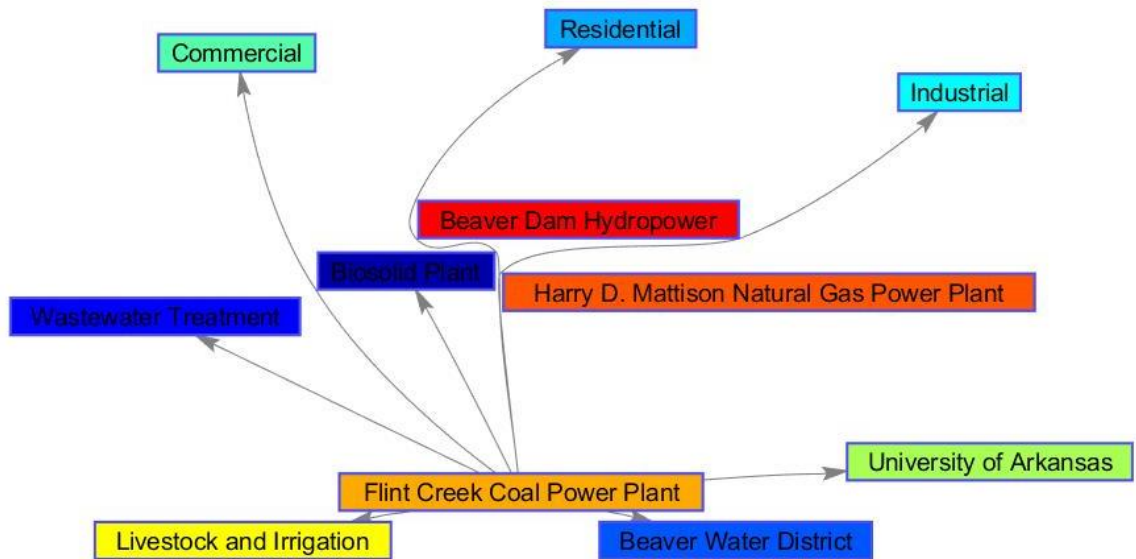 Residential
Commercial
Industrial
Beaver Dam Hydropower
Biosolid Plant
Harry D. Mattison Natural Gas Power Plant
Wastewater Treatment
University of Arkansas
Flint Creek Coal Power Plant
Livestock and Irrigation
Beaver Water District